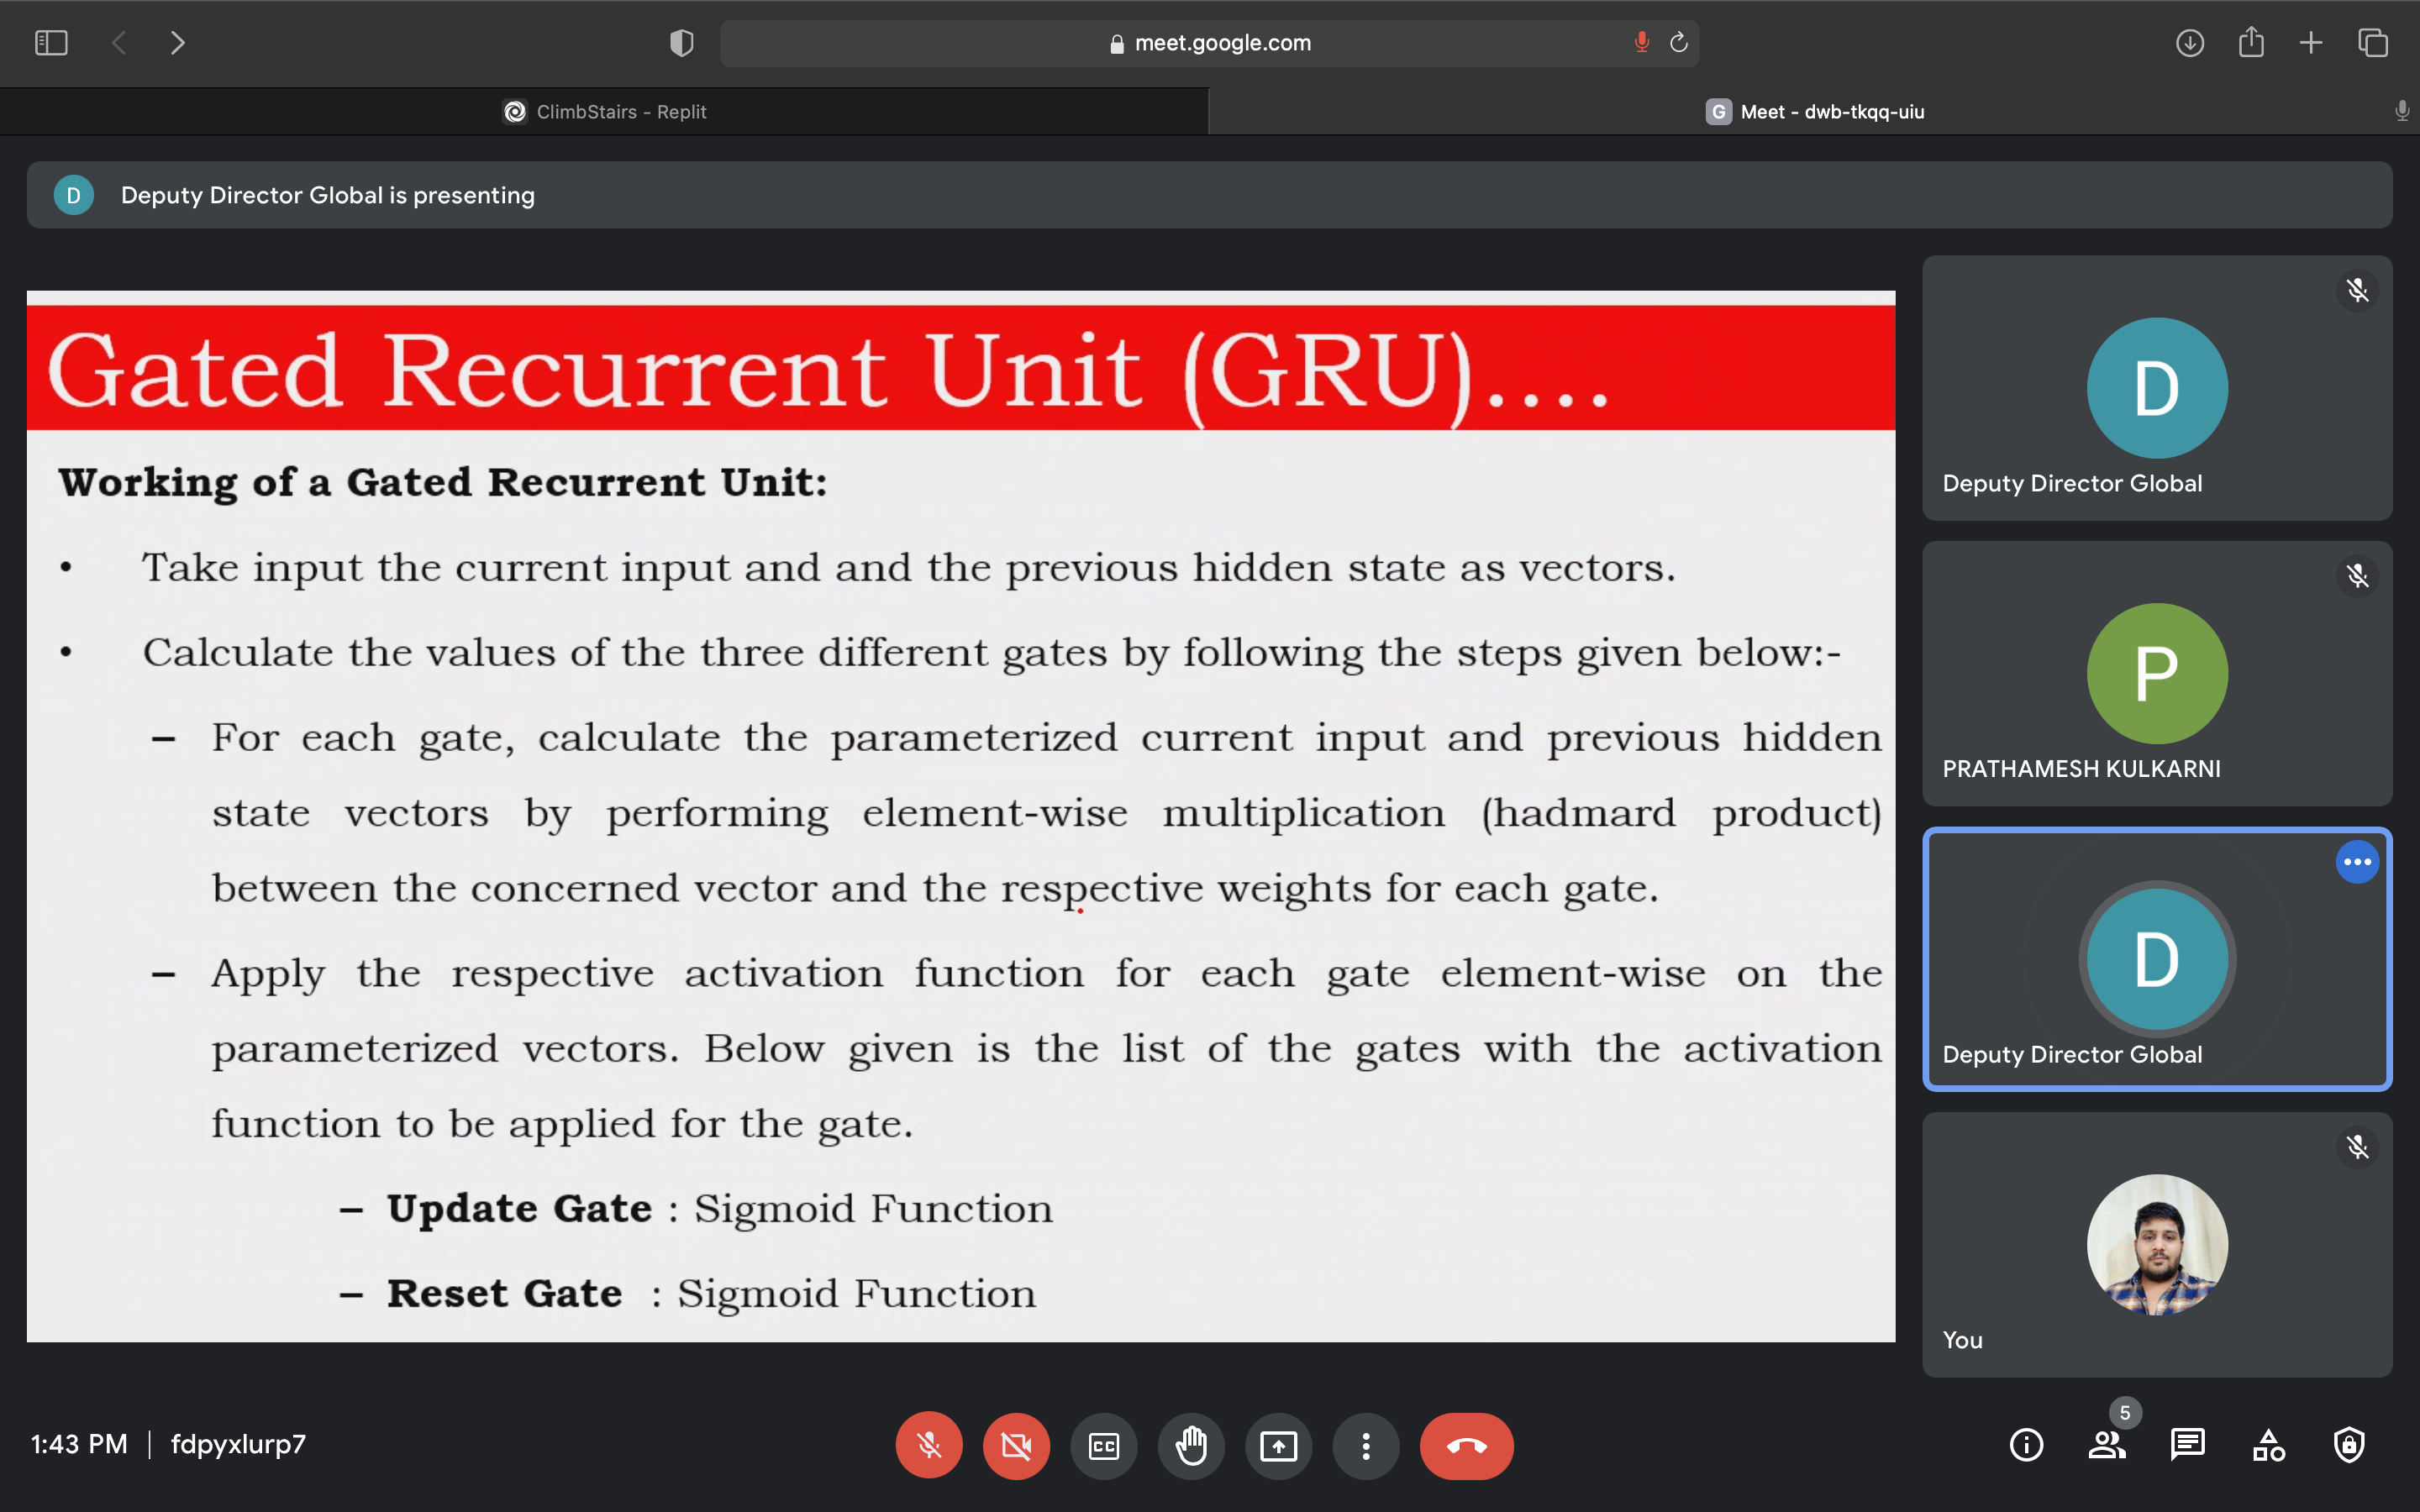 meet.google.com
ClimbStairs - Replit
G Meet - dwb-tkqq-uiu
D Deputy Director Global is presenting
Gated Recurrent Unit (GRU)....
Working of a Gated Recurrent Unit:
• Take input the current input and and the previous hidden state as vectors.
• Calculate the values of the three different gates by following the steps given below:-
– For each gate, calculate the parameterized current input and previous hidden
state vectors by performing element-wise multiplication (hadmard product)
between the concerned vector and the respective weights for each gate.
– Apply the respective activation function for each gate element-wise on the
parameterized vectors. Below given is the list of the gates with the activation
function to be applied for the gate.
– Update Gate : Sigmoid Function
– Reset Gate : Sigmoid Function
D
Deputy Director Global
P
PRATHAMESH KULKARNI
D
Deputy Director Global
You
1:43 PM | fdpyxlurp7
CC
5